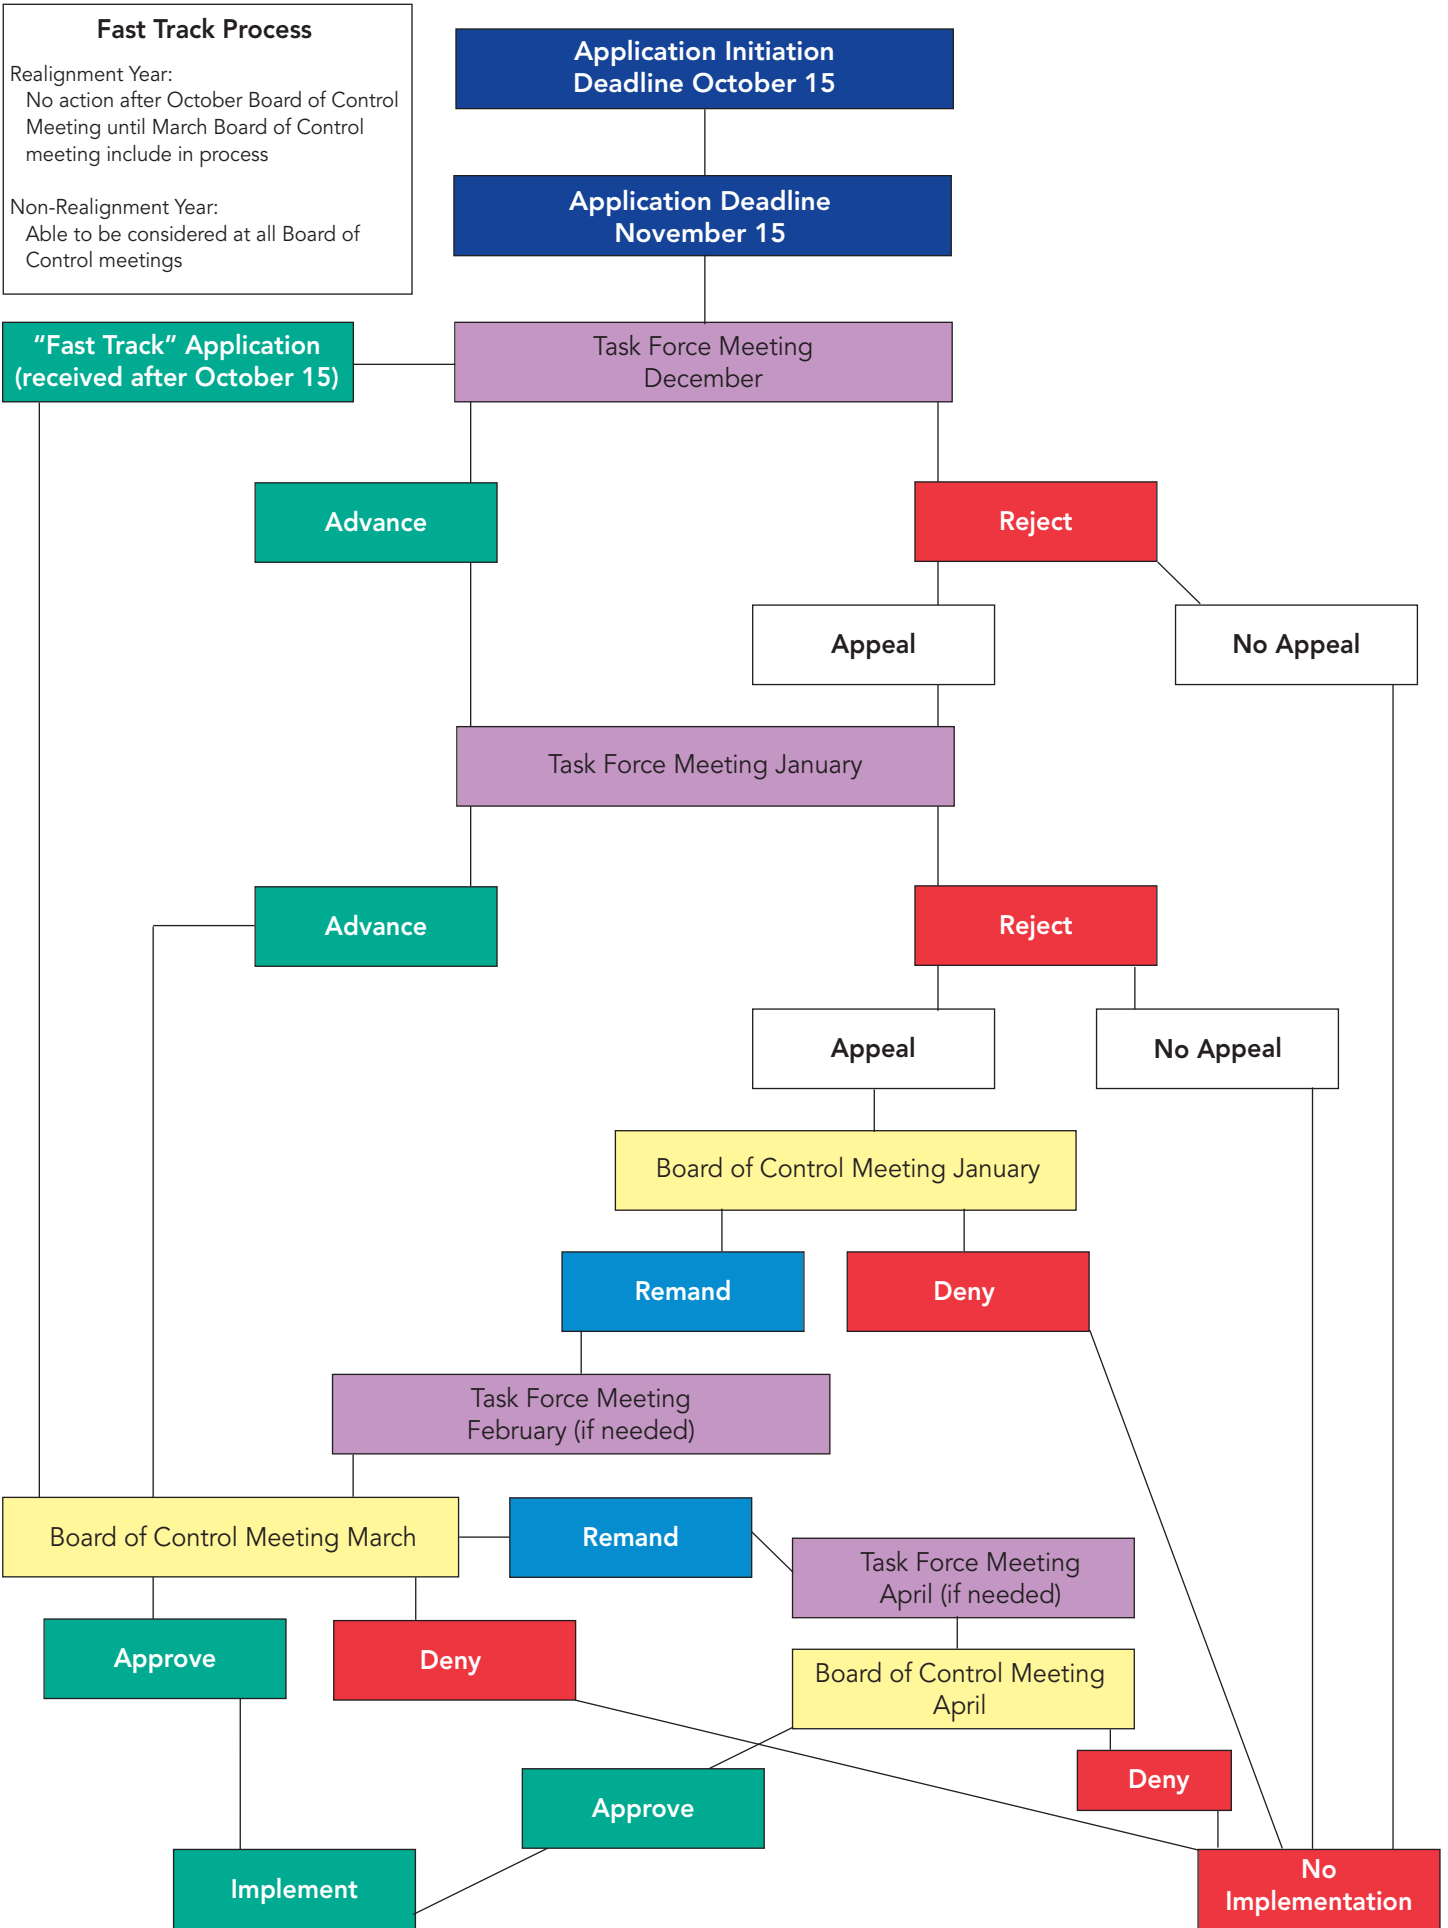 Fast Track Process
Realignment Year:
No action after October Board of Control
Meeting until March Board of Control
meeting include in process
Non-Realignment Year:
Able to be considered at all Board of
Control meetings
Application Initiation
Deadline October 15
Application Deadline
November 15
“Fast Track” Application
(received after October 15)
Task Force Meeting
December
Advance
Reject
Appeal
No Appeal
Task Force Meeting January
Advance
Reject
Appeal
No Appeal
Board of Control Meeting January
Remand
Deny
Task Force Meeting
February (if needed)
Board of Control Meeting March
Remand
Task Force Meeting
April (if needed)
Approve
Deny
Board of Control Meeting
April
Deny
Approve
Implement
No
Implementation